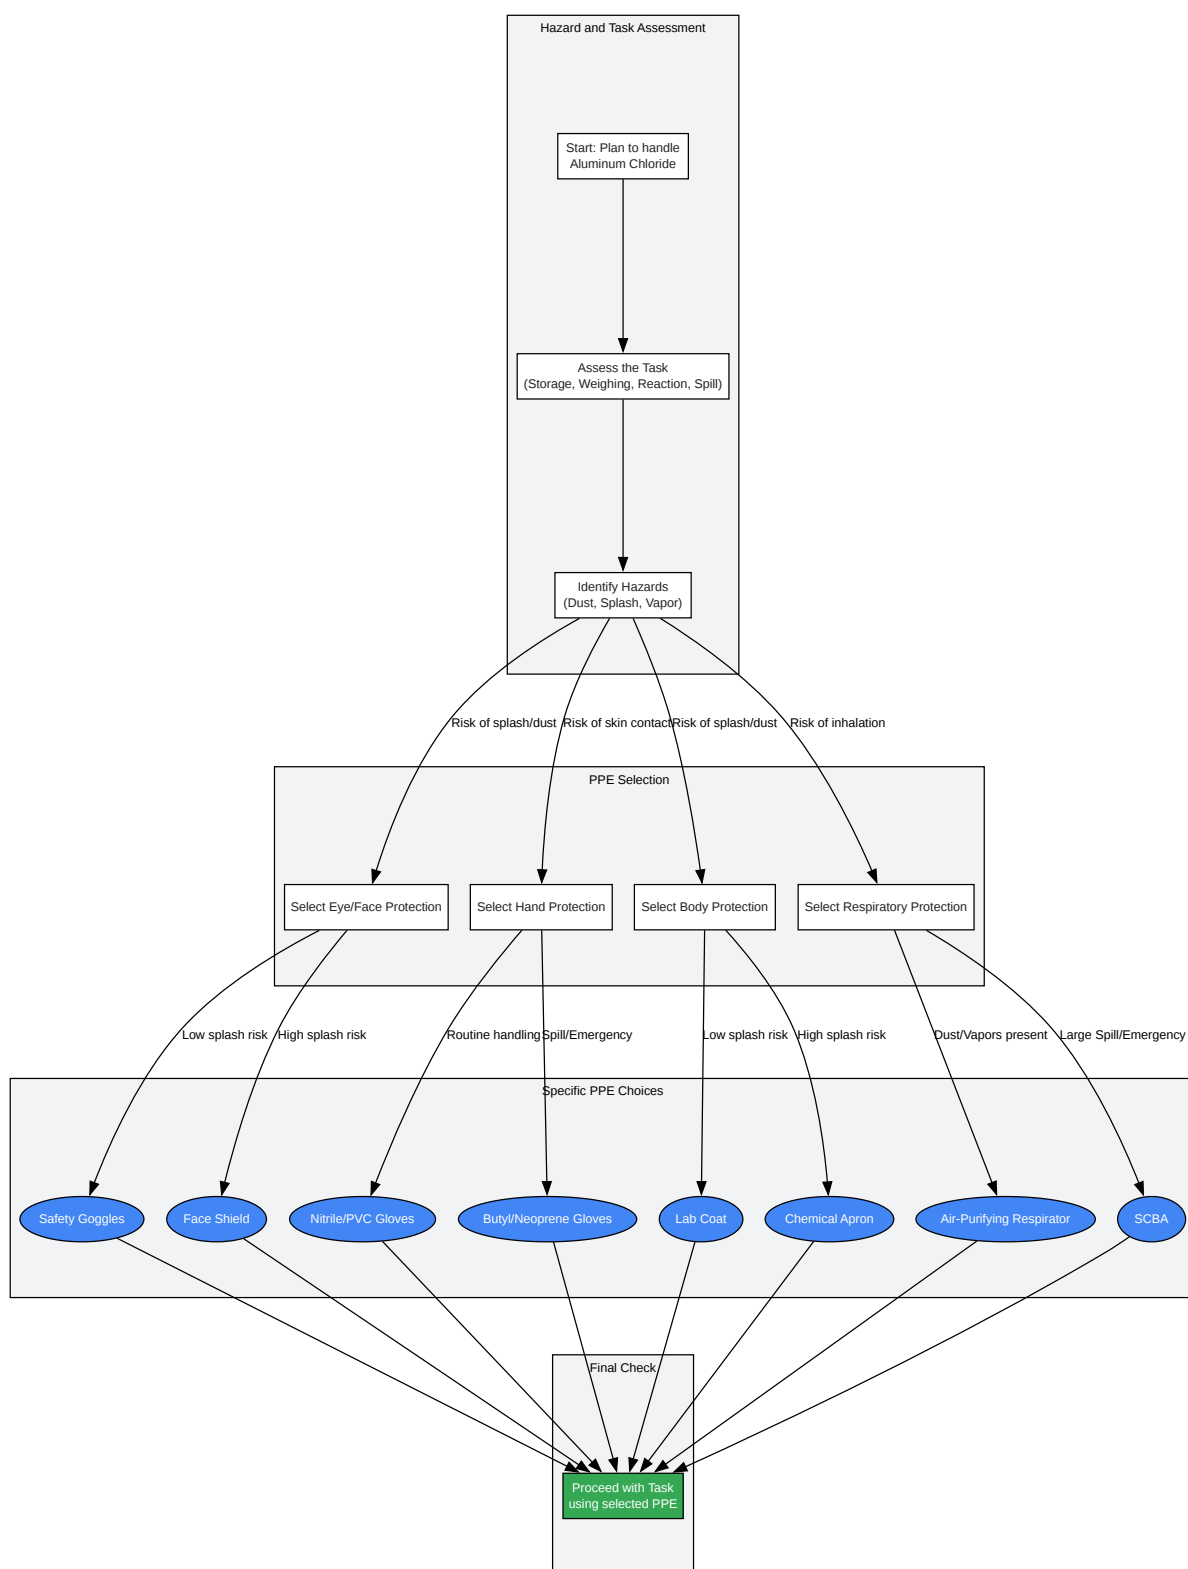 Hazard and Task Assessment
Start: Plan to handle
Aluminum Chloride
Assess the Task
(Storage, Weighing, Reaction, Spill)
Identify Hazards
(Dust, Splash, Vapor)
Risk of splash/dust
Risk of skin contact
Risk of splash/dust
Risk of inhalation
PPE Selection
Select Eye/Face Protection
Select Hand Protection
Select Body Protection
Select Respiratory Protection
Low splash risk
High splash risk
Routine handling
Spill/Emergency
Low splash risk
High splash risk
Dust/Vapors present
Large Spill/Emergency
Specific PPE Choices
Safety Goggles
Face Shield
Nitrile/PVC Gloves
Butyl/Neoprene Gloves
Lab Coat
Chemical Apron
Air-Purifying Respirator
SCBA
Final Check
Proceed with Task
using selected PPE